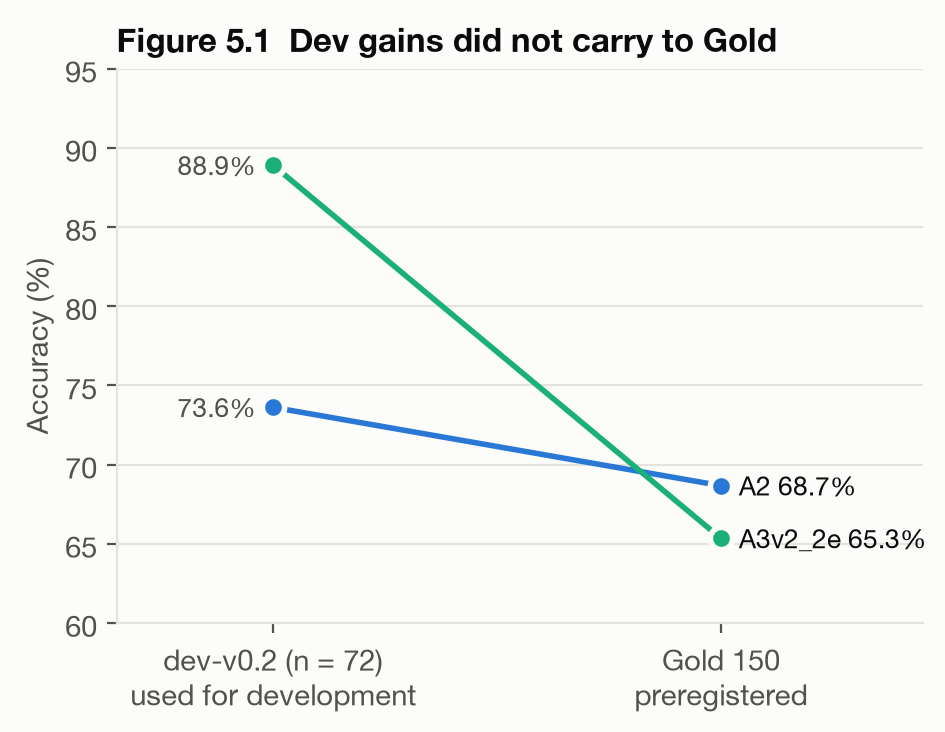 Figure 5.1  Dev gains did not carry to Gold
Accuracy (%)
95
90
85
80
75
70
65
60
88.9%
73.6%
A2 68.7%
A3v2_2e 65.3%
dev-v0.2 (n = 72)
used for development
Gold 150
preregistered